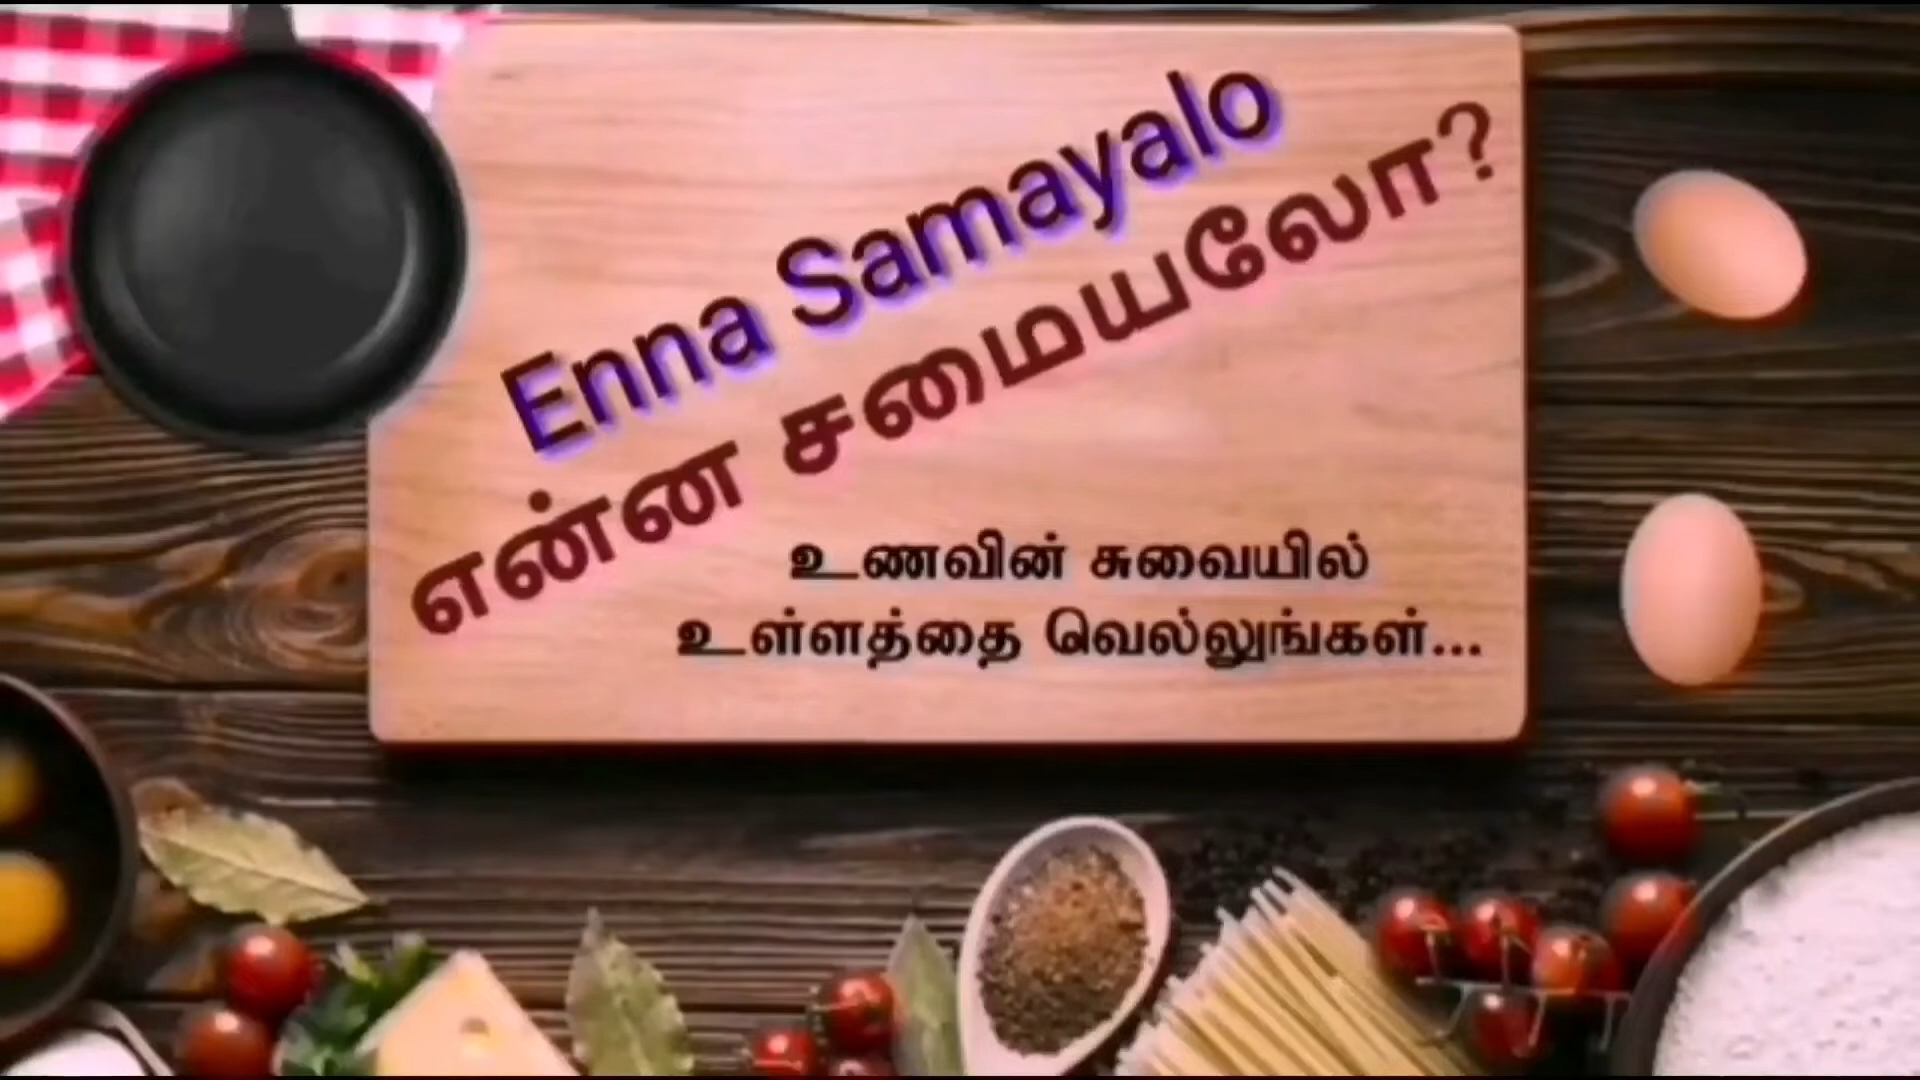 Enna Samayalo
என்ன சமையலோ?
உணவின் சுவையில்
உள்ளத்தை வெல்லுங்கள்...